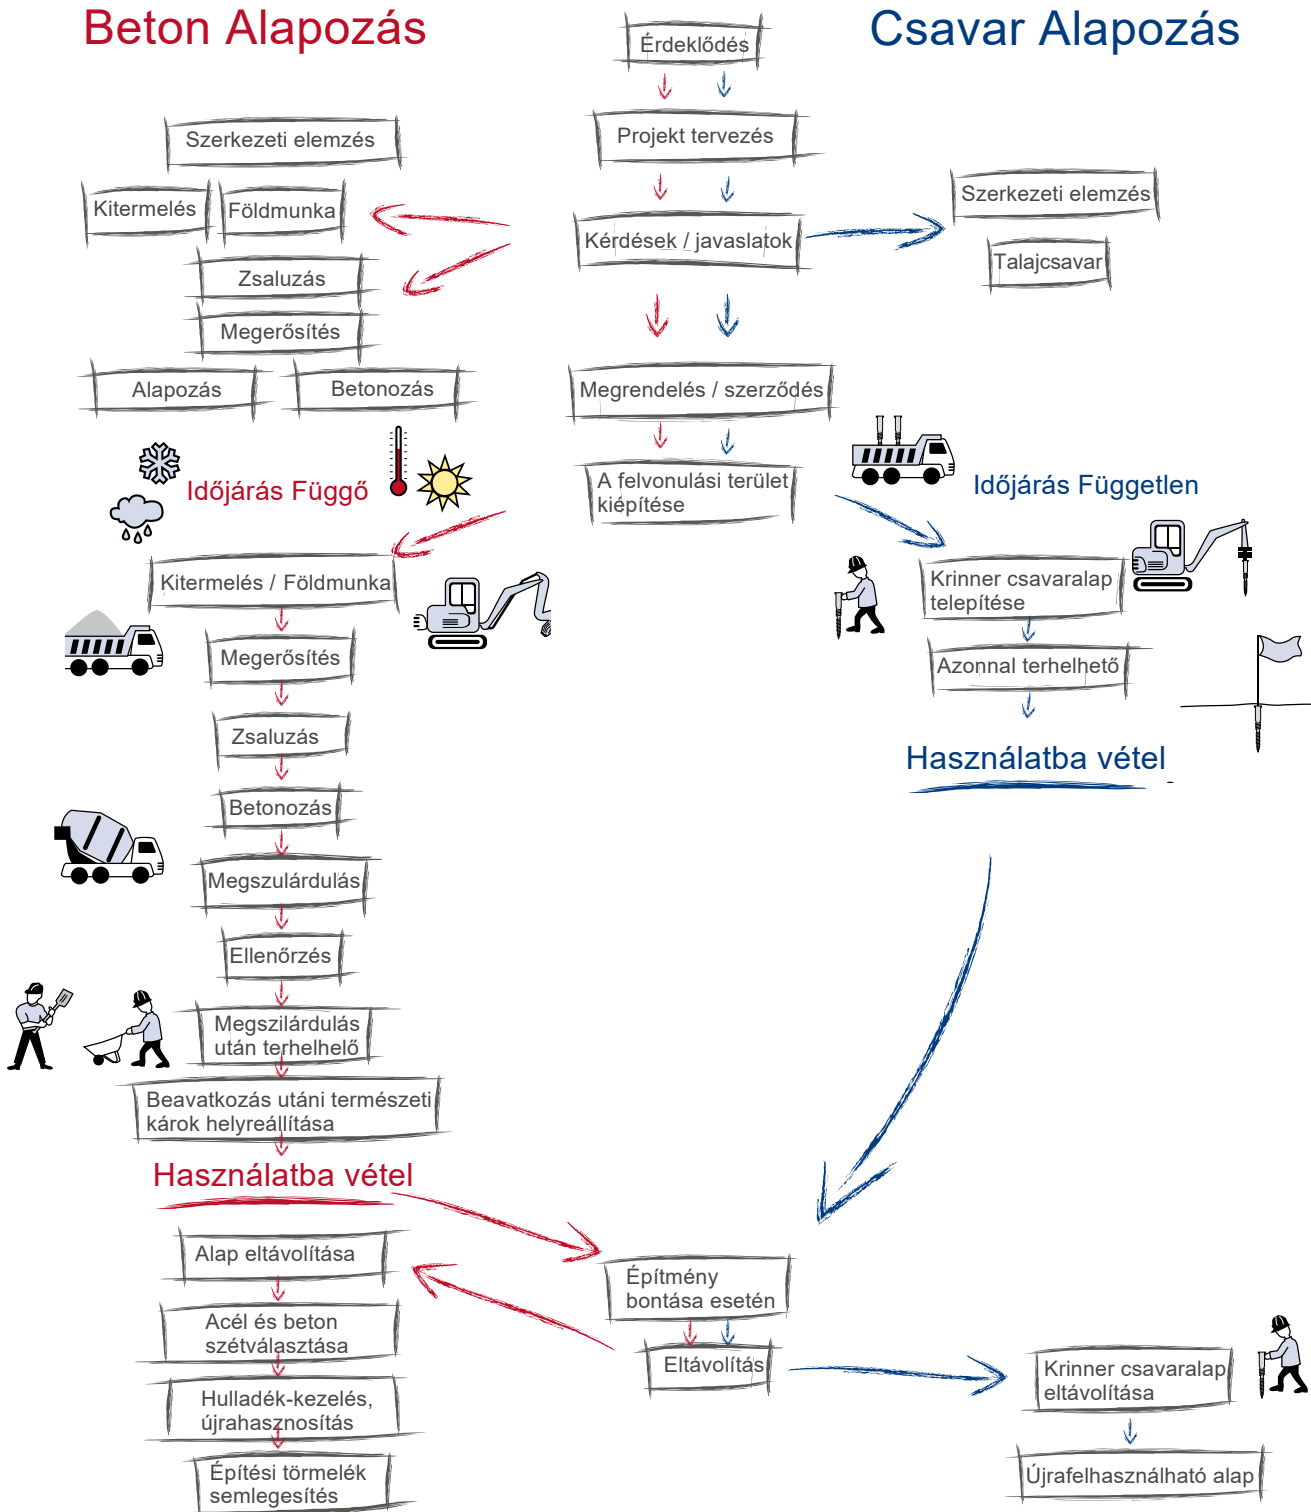 Beton Alapozás
Csavar Alapozás
Érdeklődés
Projekt tervezés
Kérdések / javaslatok
Szerkezeti elemzés
Kitermelés
Földmunka
Zsaluzás
Megerősítés
Alapozás
Betonozás
Szerkezeti elemzés
Talajcsavar
Megrendelés / szerződés
A felvonulási terület
kiépítése
Időjárás Függő
Időjárás Független
Kitermelés / Földmunka
Megerősítés
Zsaluzás
Betonozás
Megszulárdulás
Ellenőrzés
Megszilárdulás
után terhelhelő
Beavatkozás utáni természeti
károk helyreállítása
Használatba vétel
Krinner csavaralap
telepítése
Azonnal terhelhető
Használatba vétel
Építmény
bontása esetén
Eltávolítás
Alap eltávolítása
Acél és beton
szétválasztása
Hulladék-kezelés,
újrahasznosítás
Építési törmelék
semlegesítés
Krinner csavaralap
eltávolítása
Újrafelhasználható alap